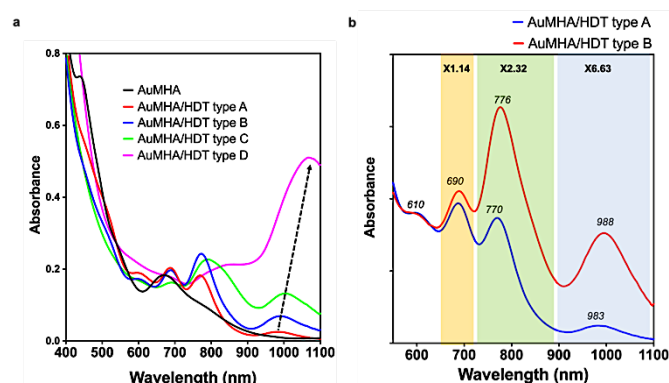 a
Absorbance
0.8
0.6
0.4
0.2
0.0
AuMHA
AuMHA/HDT type A
AuMHA/HDT type B
AuMHA/HDT type C
AuMHA/HDT type D
400 500 600 700 800 900 1000 1100
Wavelength (nm)
b
AuMHA/HDT type A
AuMHA/HDT type B
Absorbance
X1.14 X2.32 X6.63
776
690
770
610
988
983
600 700 800 900 1000 1100
Wavelength (nm)